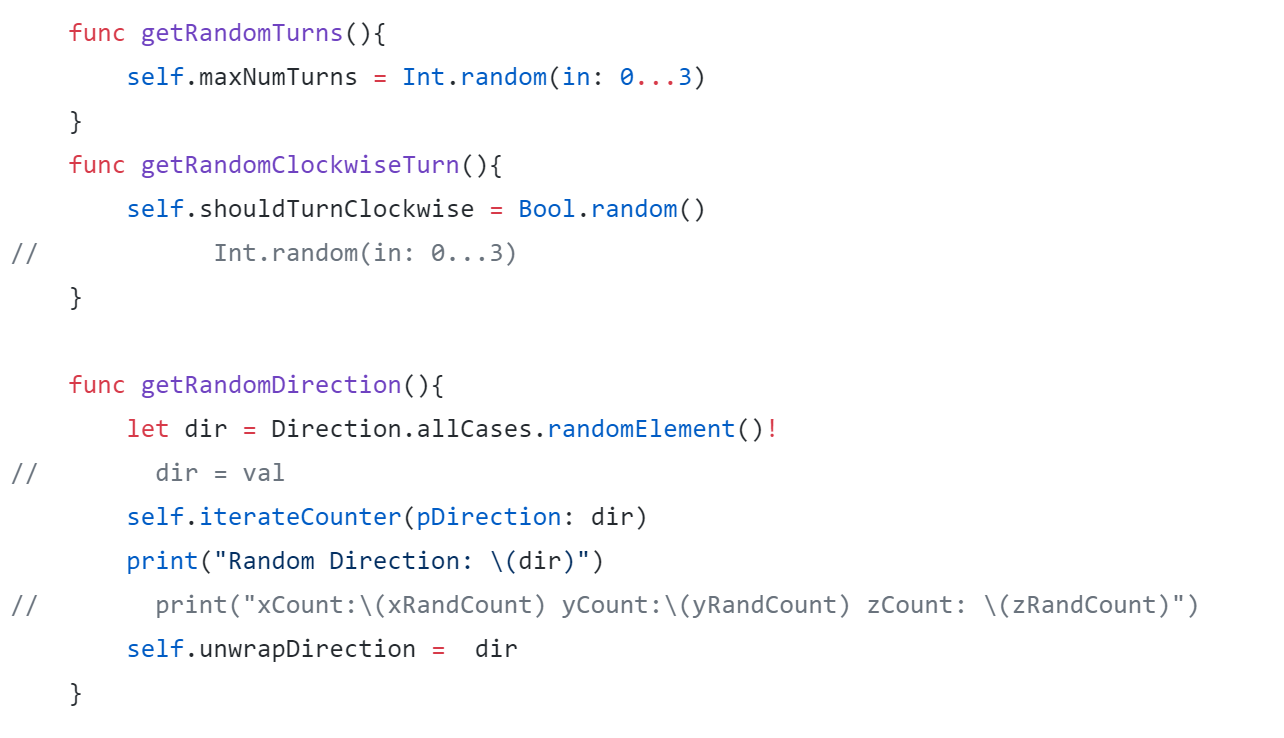 func getRandomTurns(){
        self.maxNumTurns = Int.random(in: 0...3)
    }
    func getRandomClockwiseTurn(){
        self.shouldTurnClockwise = Bool.random()
//            Int.random(in: 0...3)
    }

    func getRandomDirection(){
        let dir = Direction.allCases.randomElement()!
//        dir = val
        self.iterateCounter(pDirection: dir)
        print("Random Direction: \(dir)")
//        print("xCount:\(xRandCount) yCount:\(yRandCount) zCount: \(zRandCount)")
        self.unwrapDirection =  dir
    }